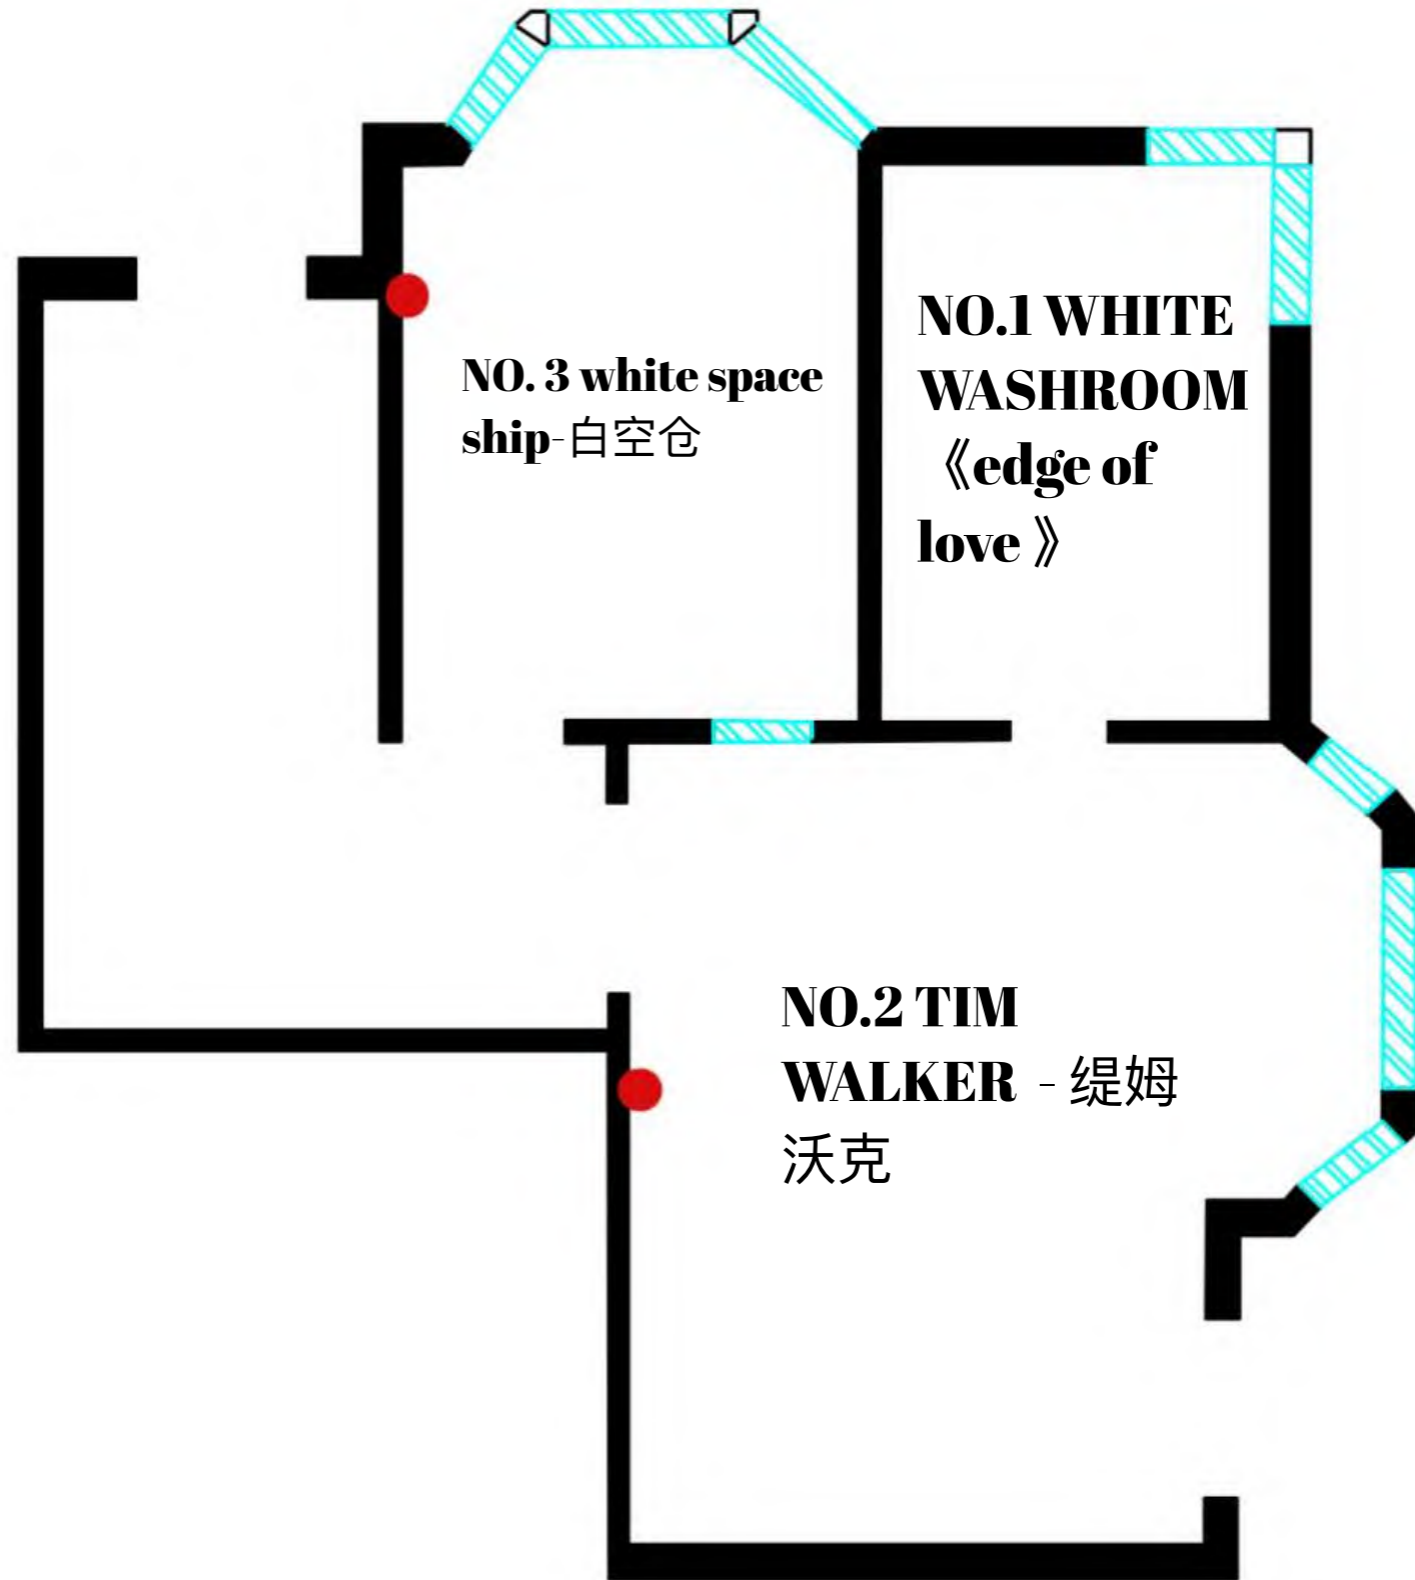 NO.1 WHITE
WASHROOM
《edge of
love 》
NO. 3 white space
ship-白空仓
NO.2 TIM
WALKER - 缇姆
沃克